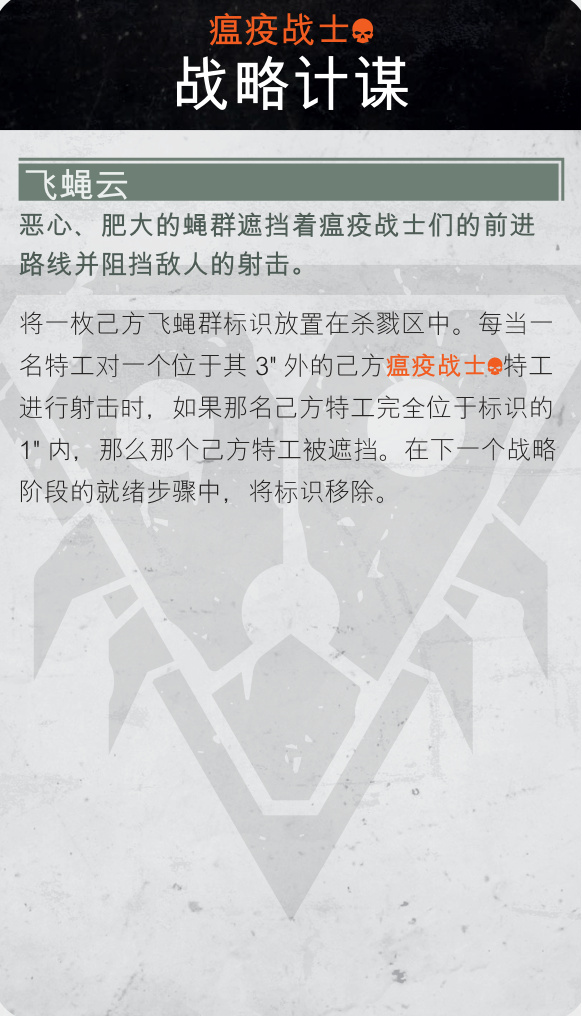 瘟疫战士
战略计谋
飞蝇云
恶心、肥大的蝇群遮挡着瘟疫战士们的前进
路线并阻挡敌人的射击。
将一枚己方飞蝇群标识放置在杀戮区中。每当一
名特工对一个位于其 3" 外的己方瘟疫战士特工
进行射击时，如果那名己方特工完全位于标识的
1" 内，那么那个己方特工被遮挡。在下一个战略
阶段的就绪步骤中，将标识移除。